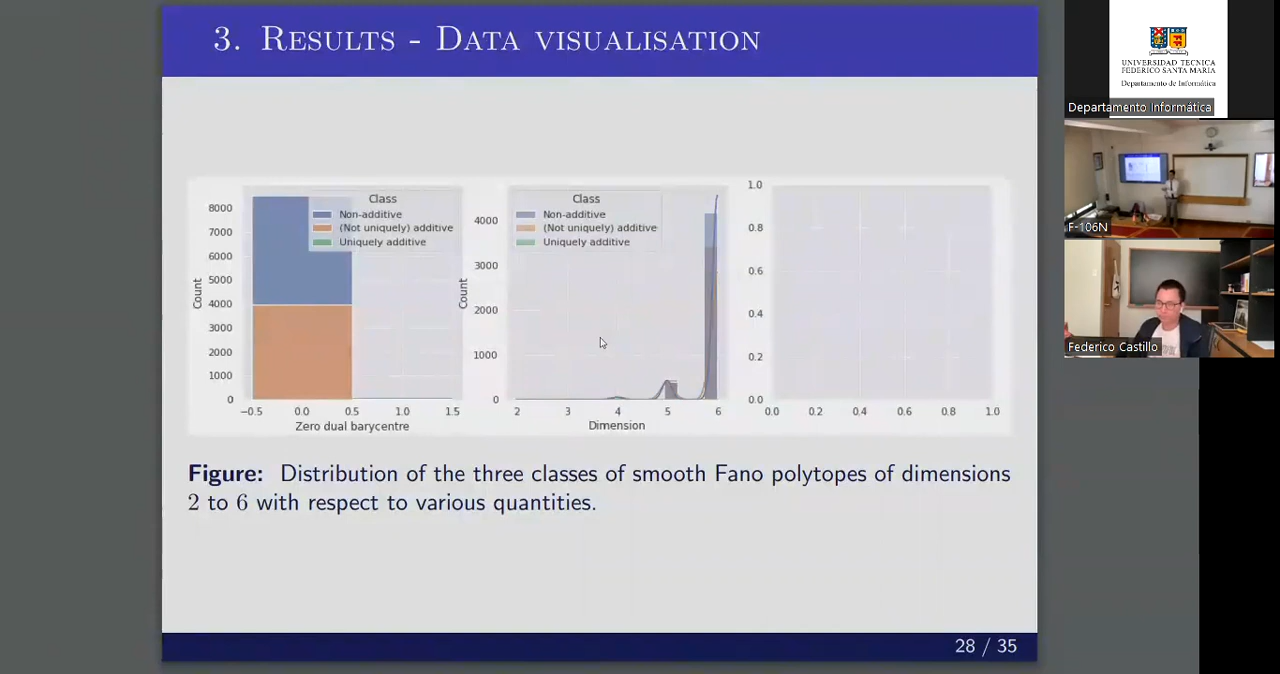 3. Results - Data visualisation
Class
Non-additive
(Not uniquely) additive
Uniquely additive
8000
7000
6000
5000
4000
3000
2000
1000
0
Count
−0.5 0.0 0.5 1.0 1.5
Zero dual barycentre
Class
Non-additive
(Not uniquely) additive
Uniquely additive
4000
3000
2000
1000
0
Count
2 3 4 5 6
Dimension
1.0
0.8
0.6
0.4
0.2
0.0
0.0 0.2 0.4 0.6 0.8 1.0
Figure: Distribution of the three classes of smooth Fano polytopes of dimensions
2 to 6 with respect to various quantities.
28 / 35
UNIVERSIDAD TECNICA
FEDERICO SANTA MARIA
Departamento de Informática
Departamento Informática
F-106N
Federico Castillo